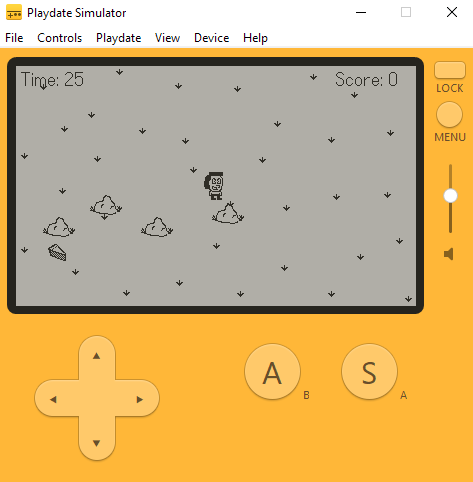 Playdate Simulator
File Controls Playdate View Device Help
Time: 25 Score: 0
LOCK
MENU
A B S A